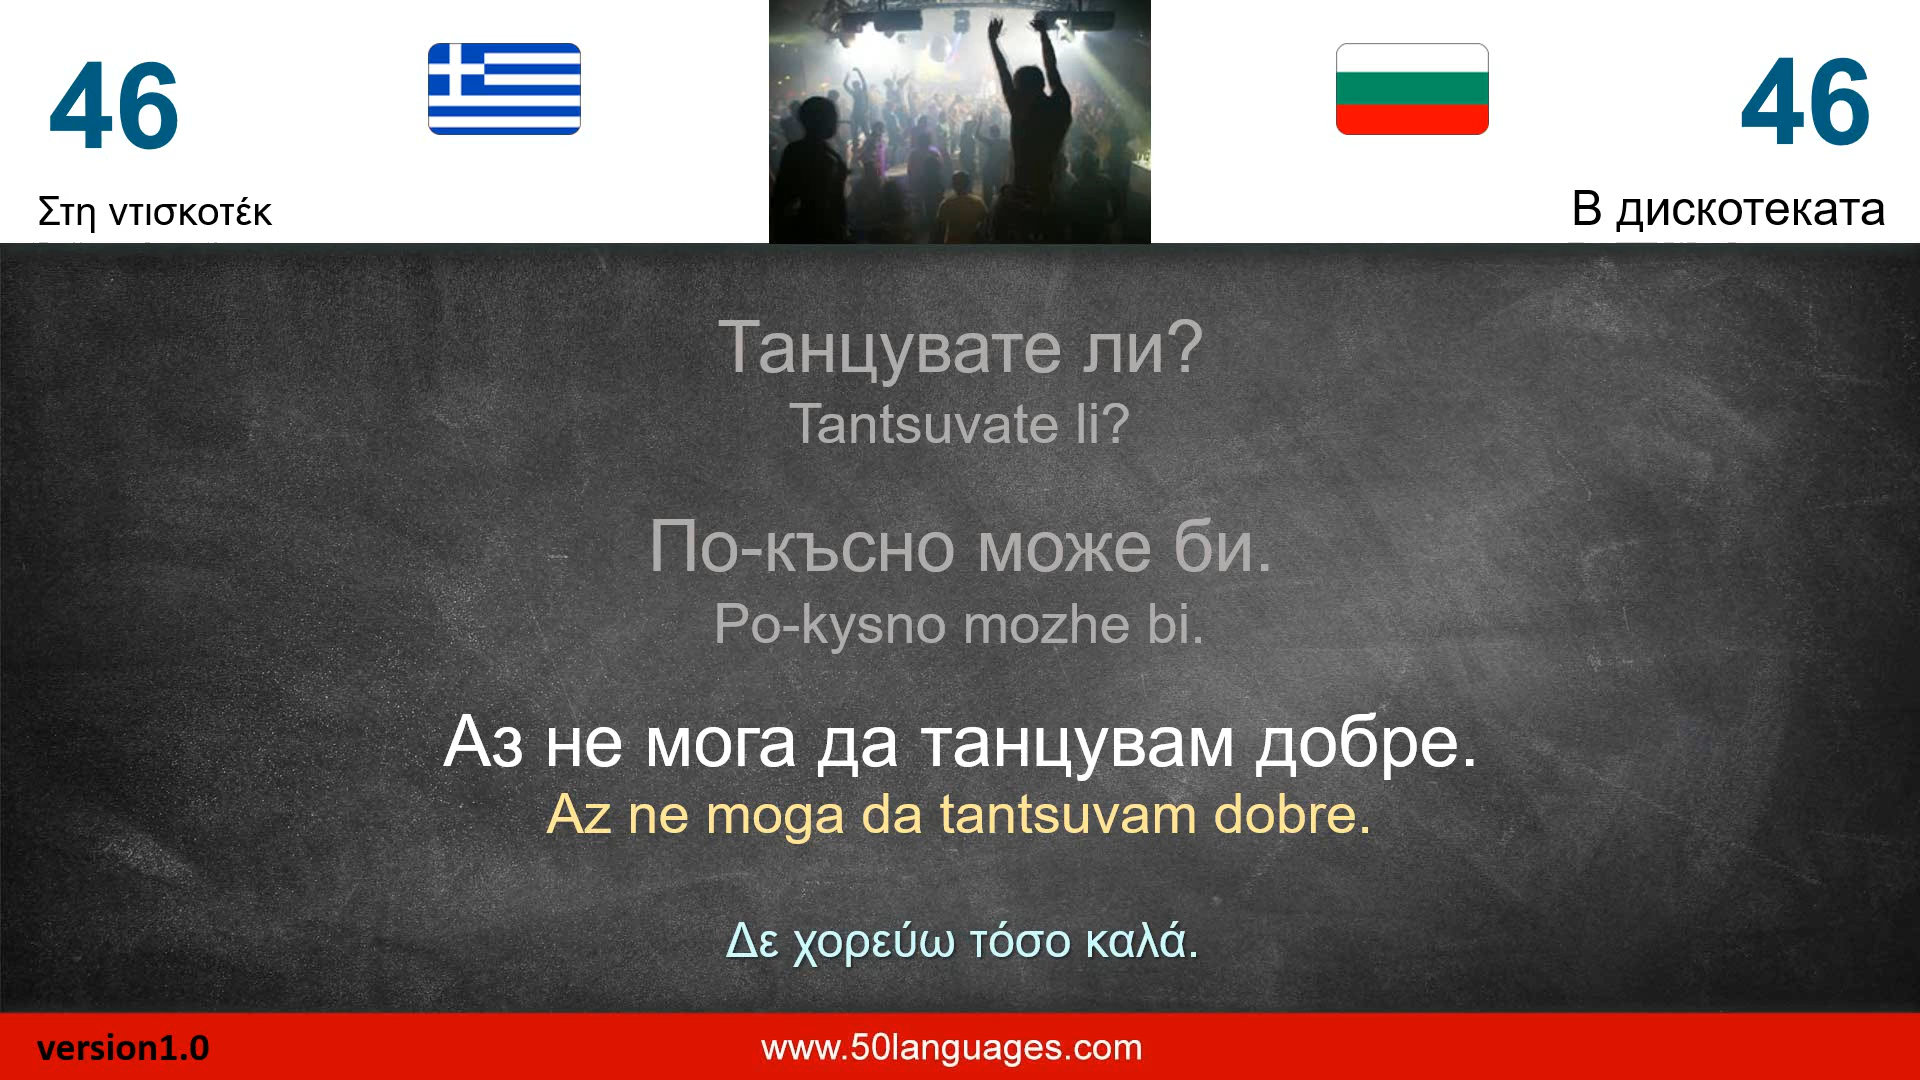 46
46
Στη ντισκοτέκ
В дискотеката
Танцувате ли?
Tantsuvate li?
По-късно може би.
Po-kysno mozhe bi.
Аз не мога да танцувам добре.
Az ne moga da tantsuvam dobre.
Δε χορεύω τόσο καλά.
version1.0
www.50languages.com